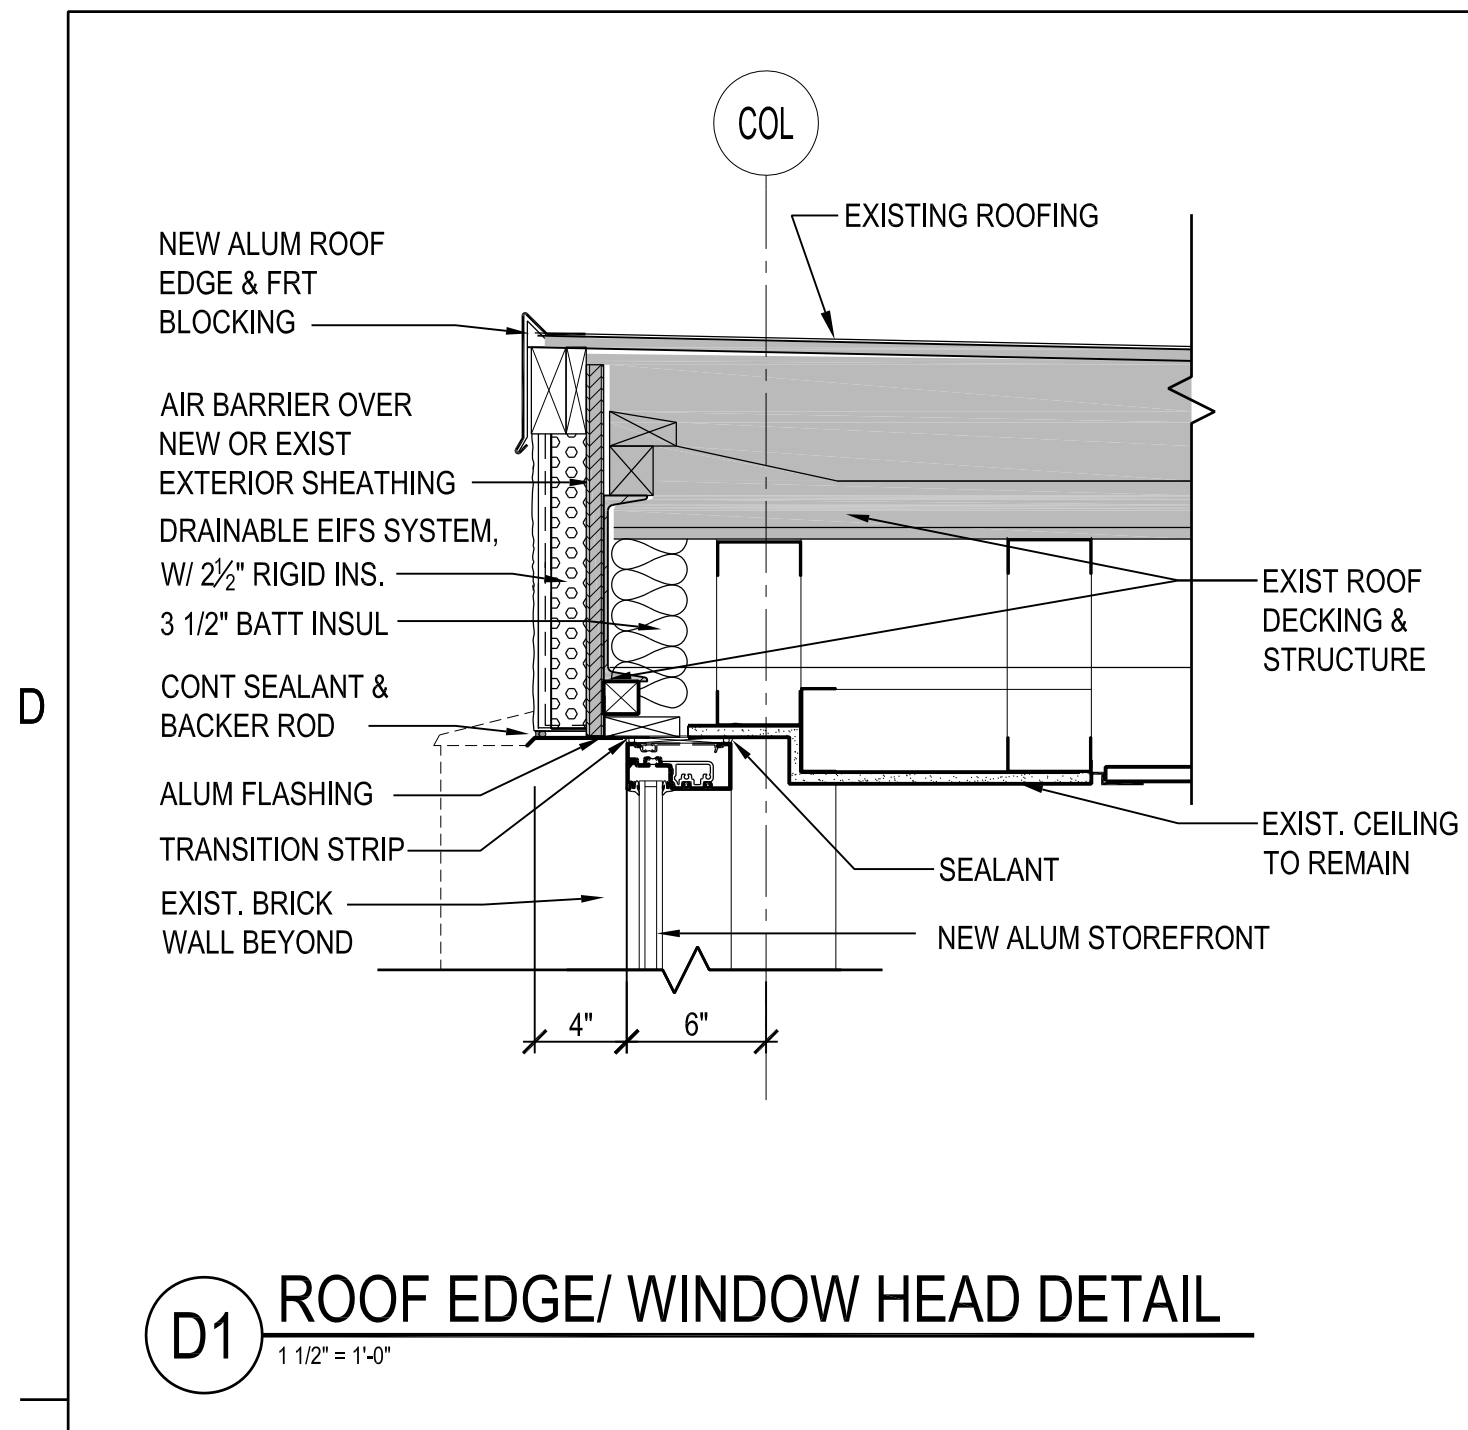 COL
EXISTING ROOFING
NEW ALUM ROOF
EDGE & FRT
BLOCKING
AIR BARRIER OVER
NEW OR EXIST
EXTERIOR SHEATHING
DRAINABLE EIFS SYSTEM,
W/ 2½" RIGID INS.
3 1/2" BATT INSUL
CONT SEALANT &
BACKER ROD
ALUM FLASHING
TRANSITION STRIP
EXIST. BRICK
WALL BEYOND
EXIST ROOF
DECKING &
STRUCTURE
EXIST. CEILING
TO REMAIN
SEALANT
NEW ALUM STOREFRONT
4"
6"
D
D1
ROOF EDGE/ WINDOW HEAD DETAIL
1 1/2" = 1'-0"